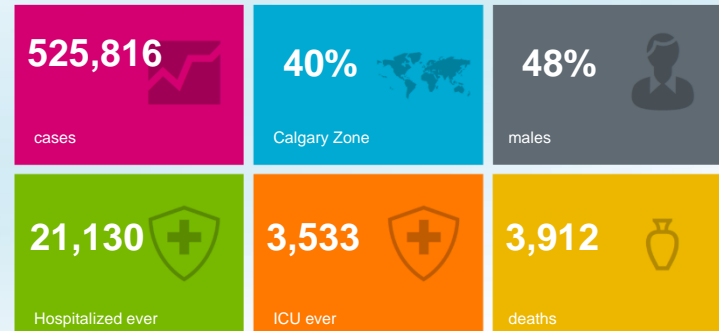 525,816
cases
40%
Calgary Zone
48%
males
21,130
Hospitalized ever
3,533
ICU ever
3,912
deaths